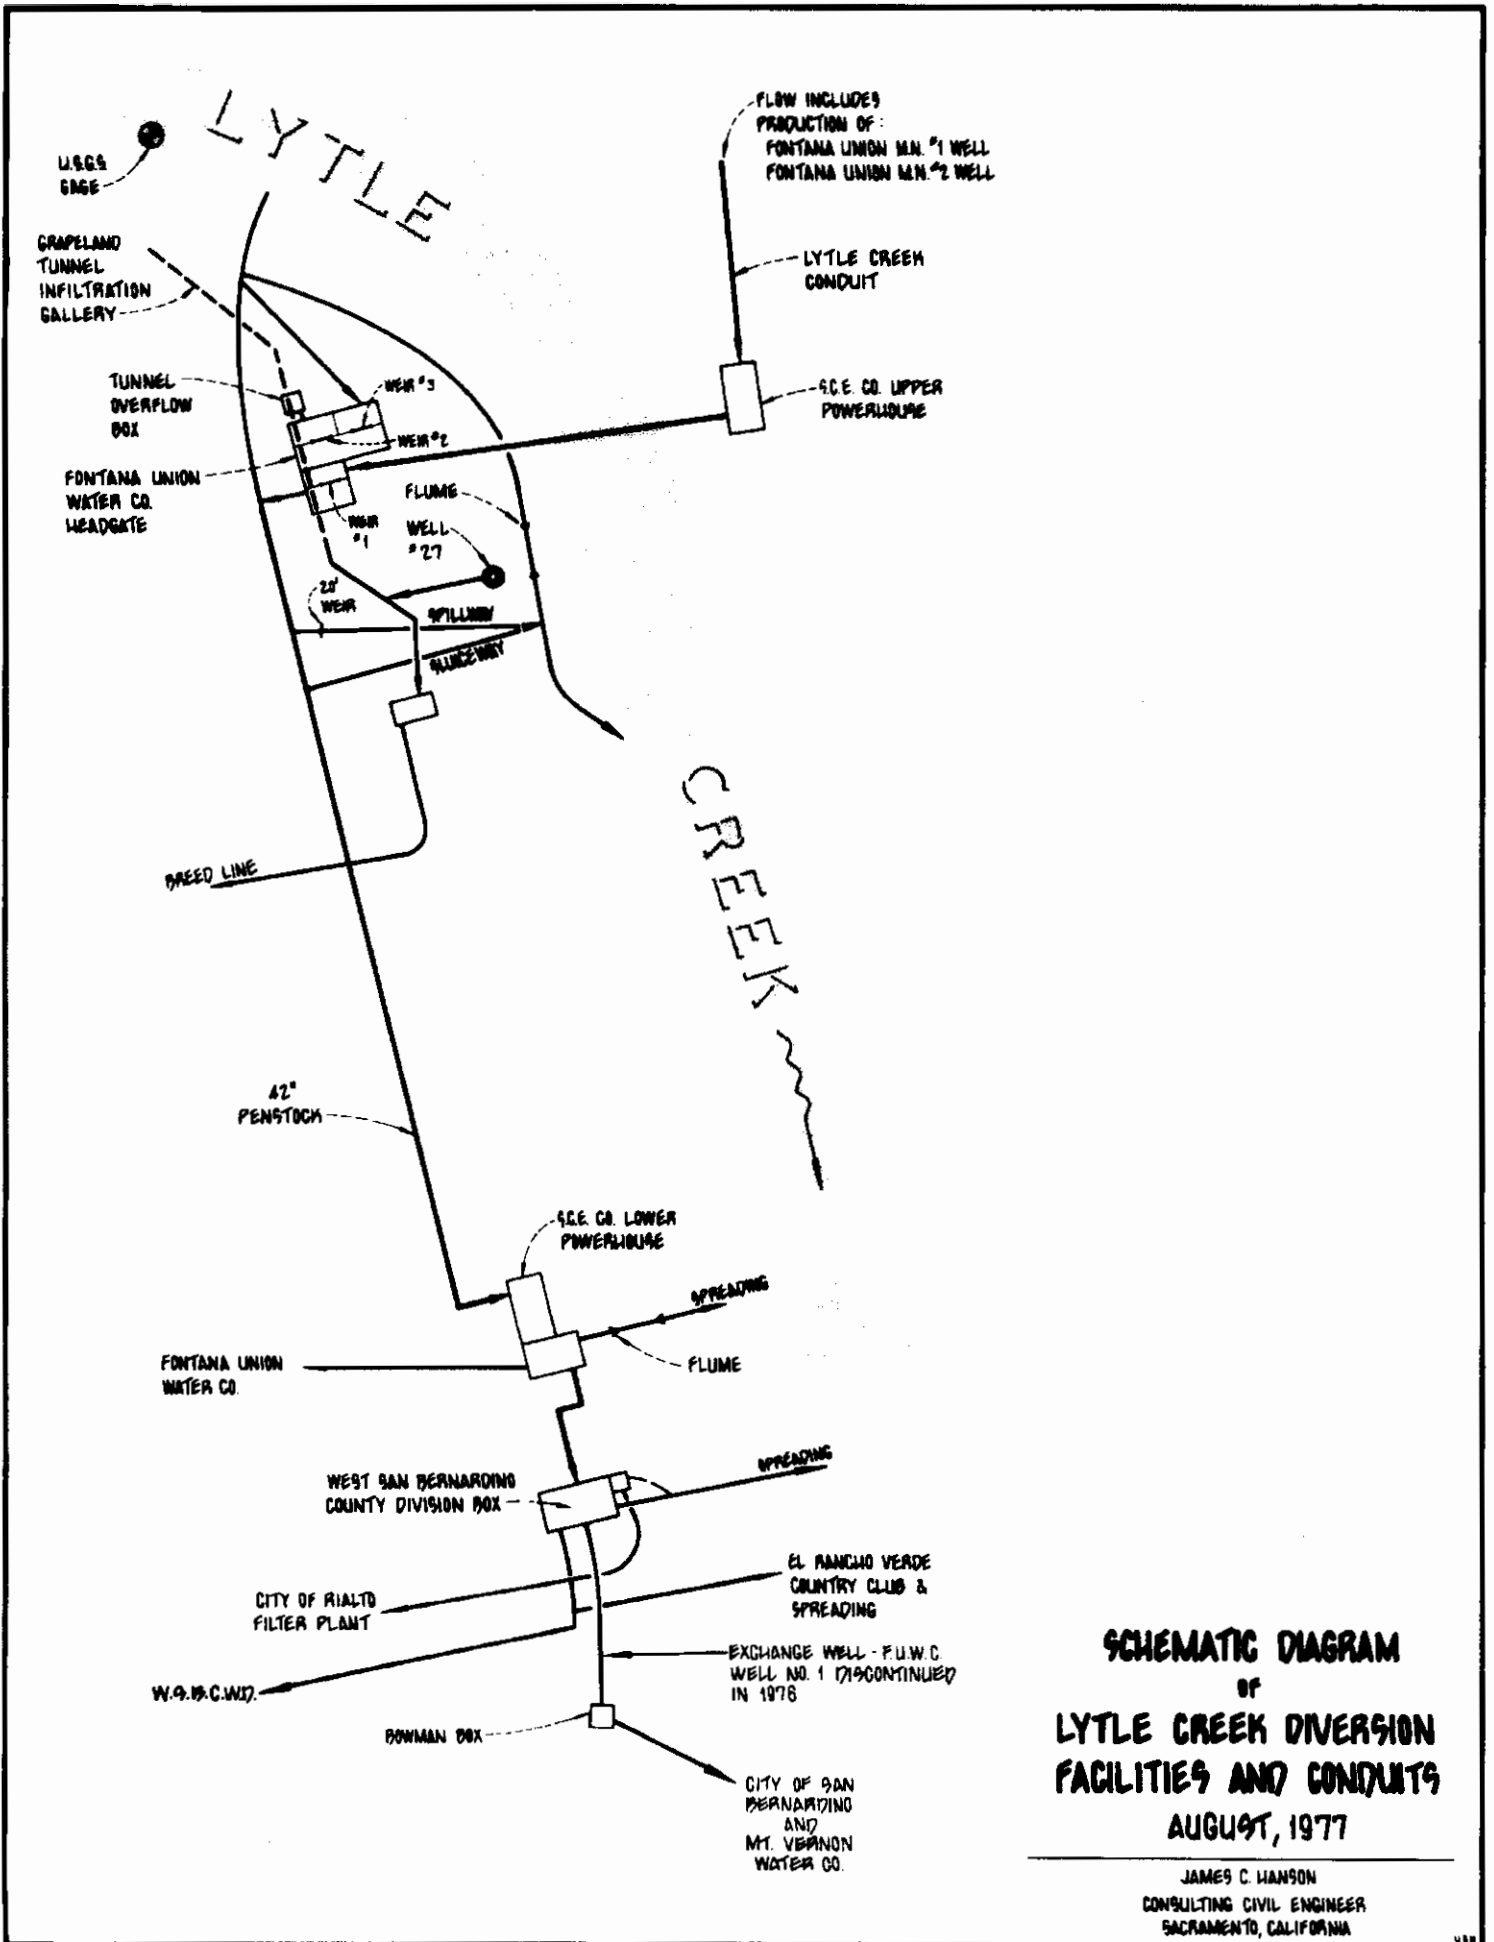 LYTLE
U.S.G.S
GAGE
FLOW INCLUDES
PRODUCTION OF :
FONTANA UNION M.N. #1 WELL
FONTANA UNION M.N. #2 WELL
GRAPELAND
TUNNEL
INFILTRATION
GALLERY
LYTLE CREEK
CONDUIT
TUNNEL
OVERFLOW
BOX
WEIR #3
S.C.E. CO. UPPER
POWERHOUSE
WEIR #2
FONTANA UNION
WATER CO.
HEADGATE
FLUME
WEIR
#1
WELL
#27
20'
WEIR
SPILLWAY
SLUICEWAY
CREEK
BREED LINE
42"
PENSTOCK
S.C.E. CO. LOWER
POWERHOUSE
SPREADING
FONTANA UNION
WATER CO.
FLUME
SPREADING
WEST SAN BERNARDINO
COUNTY DIVISION BOX
EL RANCHO VERDE
COUNTRY CLUB &
SPREADING
CITY OF RIALTO
FILTER PLANT
EXCHANGE WELL - F.U.W.C.
WELL NO. 1 DISCONTINUED
IN 1976
W.S.B.C.W.D.
BOWMAN BOX
CITY OF SAN
BERNARDINO
AND
MT. VERNON
WATER CO.
SCHEMATIC DIAGRAM
OF
LYTLE CREEK DIVERSION
FACILITIES AND CONDUITS
AUGUST, 1977
JAMES C. HANSON
CONSULTING CIVIL ENGINEER
SACRAMENTO, CALIFORNIA